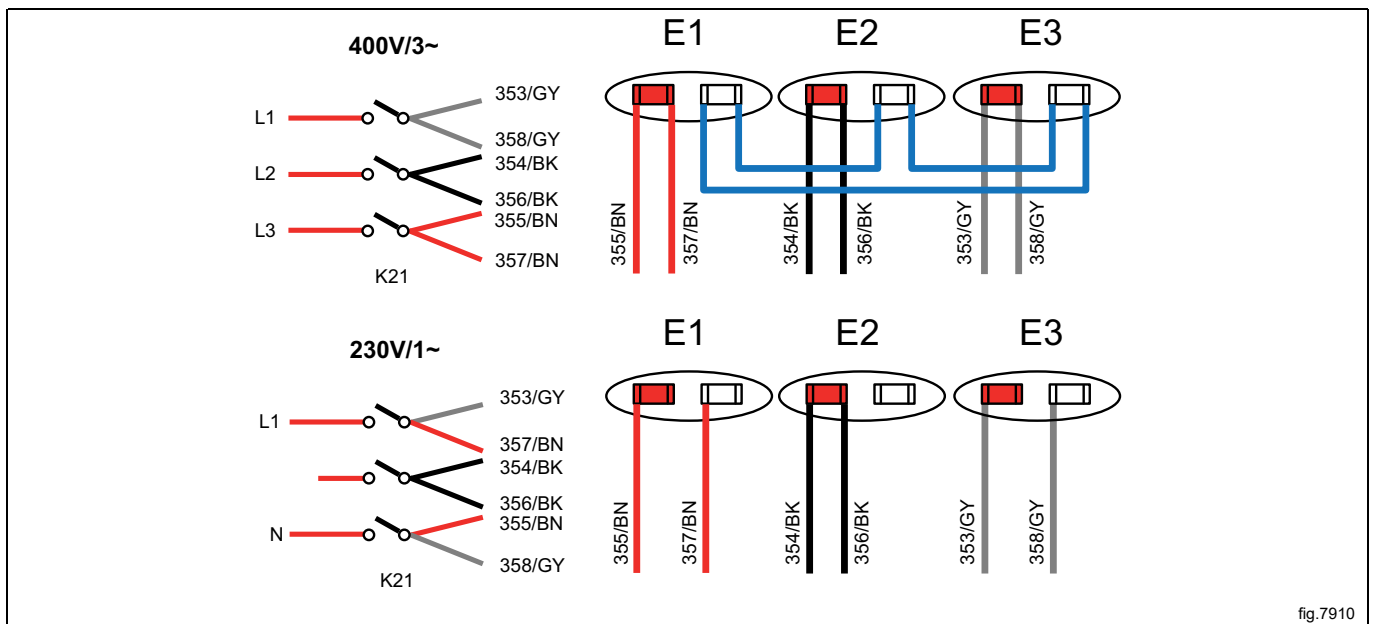 400V/3~
E1 E2 E3
L1
353/GY
358/GY
L2
354/BK
356/BK
L3
355/BN
357/BN
K21
355/BN
357/BN
354/BK
356/BK
353/GY
358/GY
230V/1~
E1 E2 E3
L1
353/GY
357/BN
354/BK
356/BK
N
355/BN
358/GY
K21
355/BN
357/BN
354/BK
356/BK
353/GY
358/GY
fig.7910